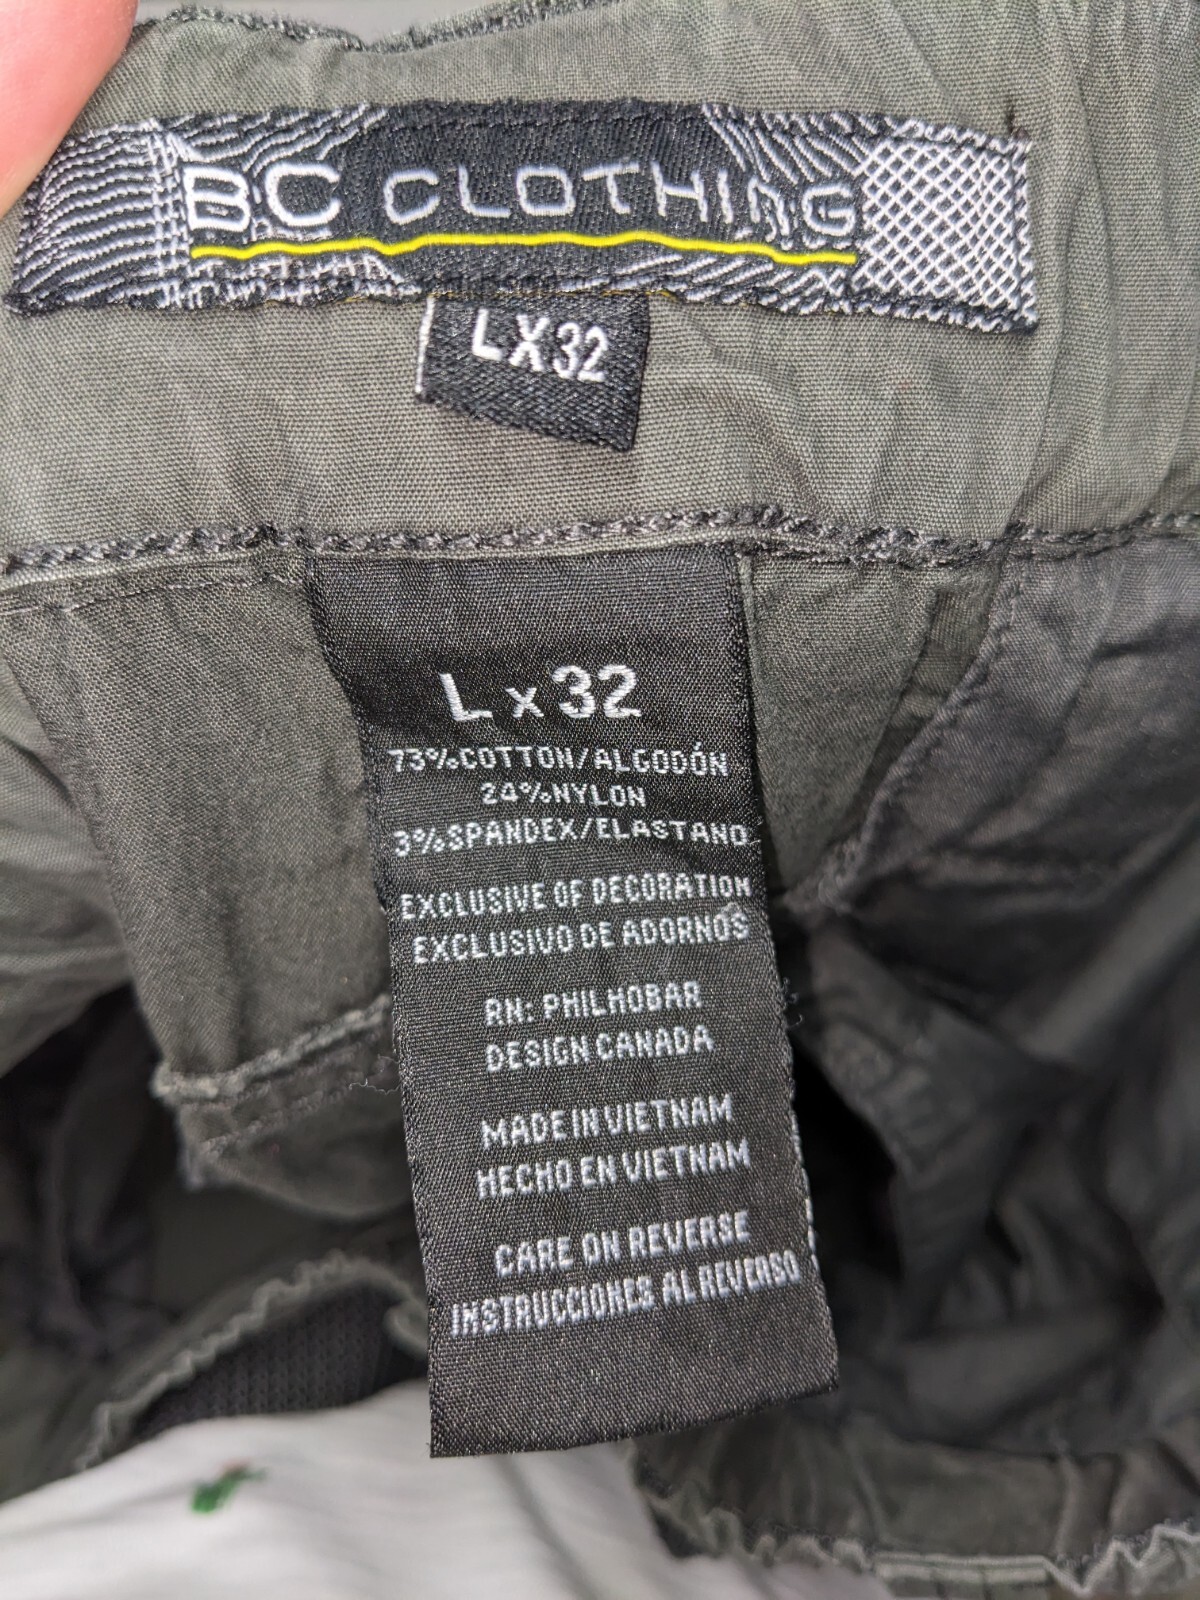 BC CLOTHING
LX32
L x 32
73%COTTON/ALGODÓN
24%NYLON
3%SPANDEX/ELASTANO
EXCLUSIVE OF DECORATION
EXCLUSIVO DE ADORNOS
RN: PHILHOBAR
DESIGN CANADA
MADE IN VIETNAM
HECHO EN VIETNAM
CARE ON REVERSE
INSTRUCCIONES AL REVERSO